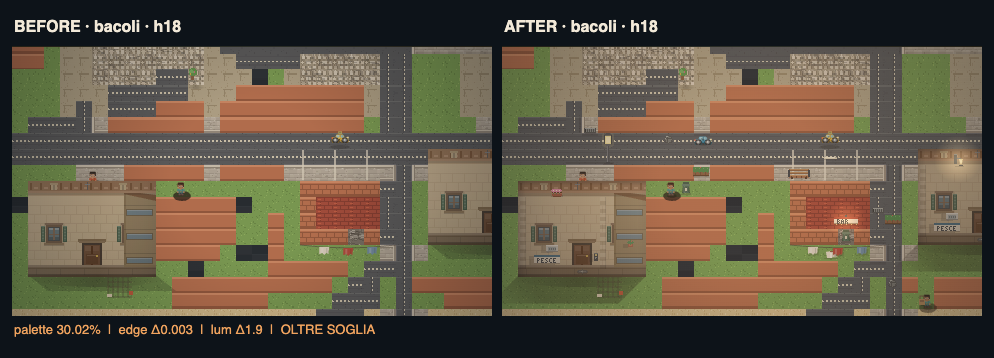 BEFORE · bacoli · h18
AFTER · bacoli · h18
BAR
PESCE
PESCE
palette 30.02% | edge Δ0.003 | lum Δ1.9 | OLTRE SOGLIA